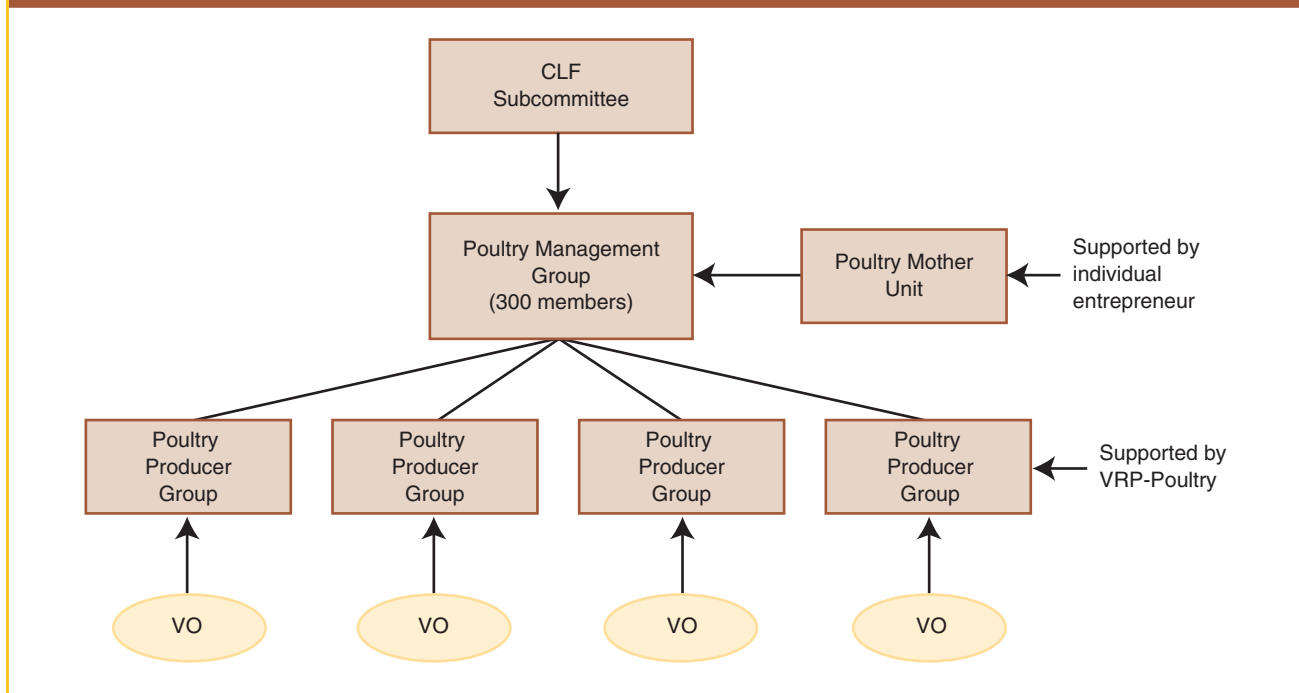 CLF
Subcommittee
Poultry Management
Group
(300 members)
Poultry Mother
Unit
Supported by
individual
entrepreneur
Poultry
Producer
Group
Poultry
Producer
Group
Poultry
Producer
Group
Poultry
Producer
Group
Supported by
VRP-Poultry
VO
VO
VO
VO